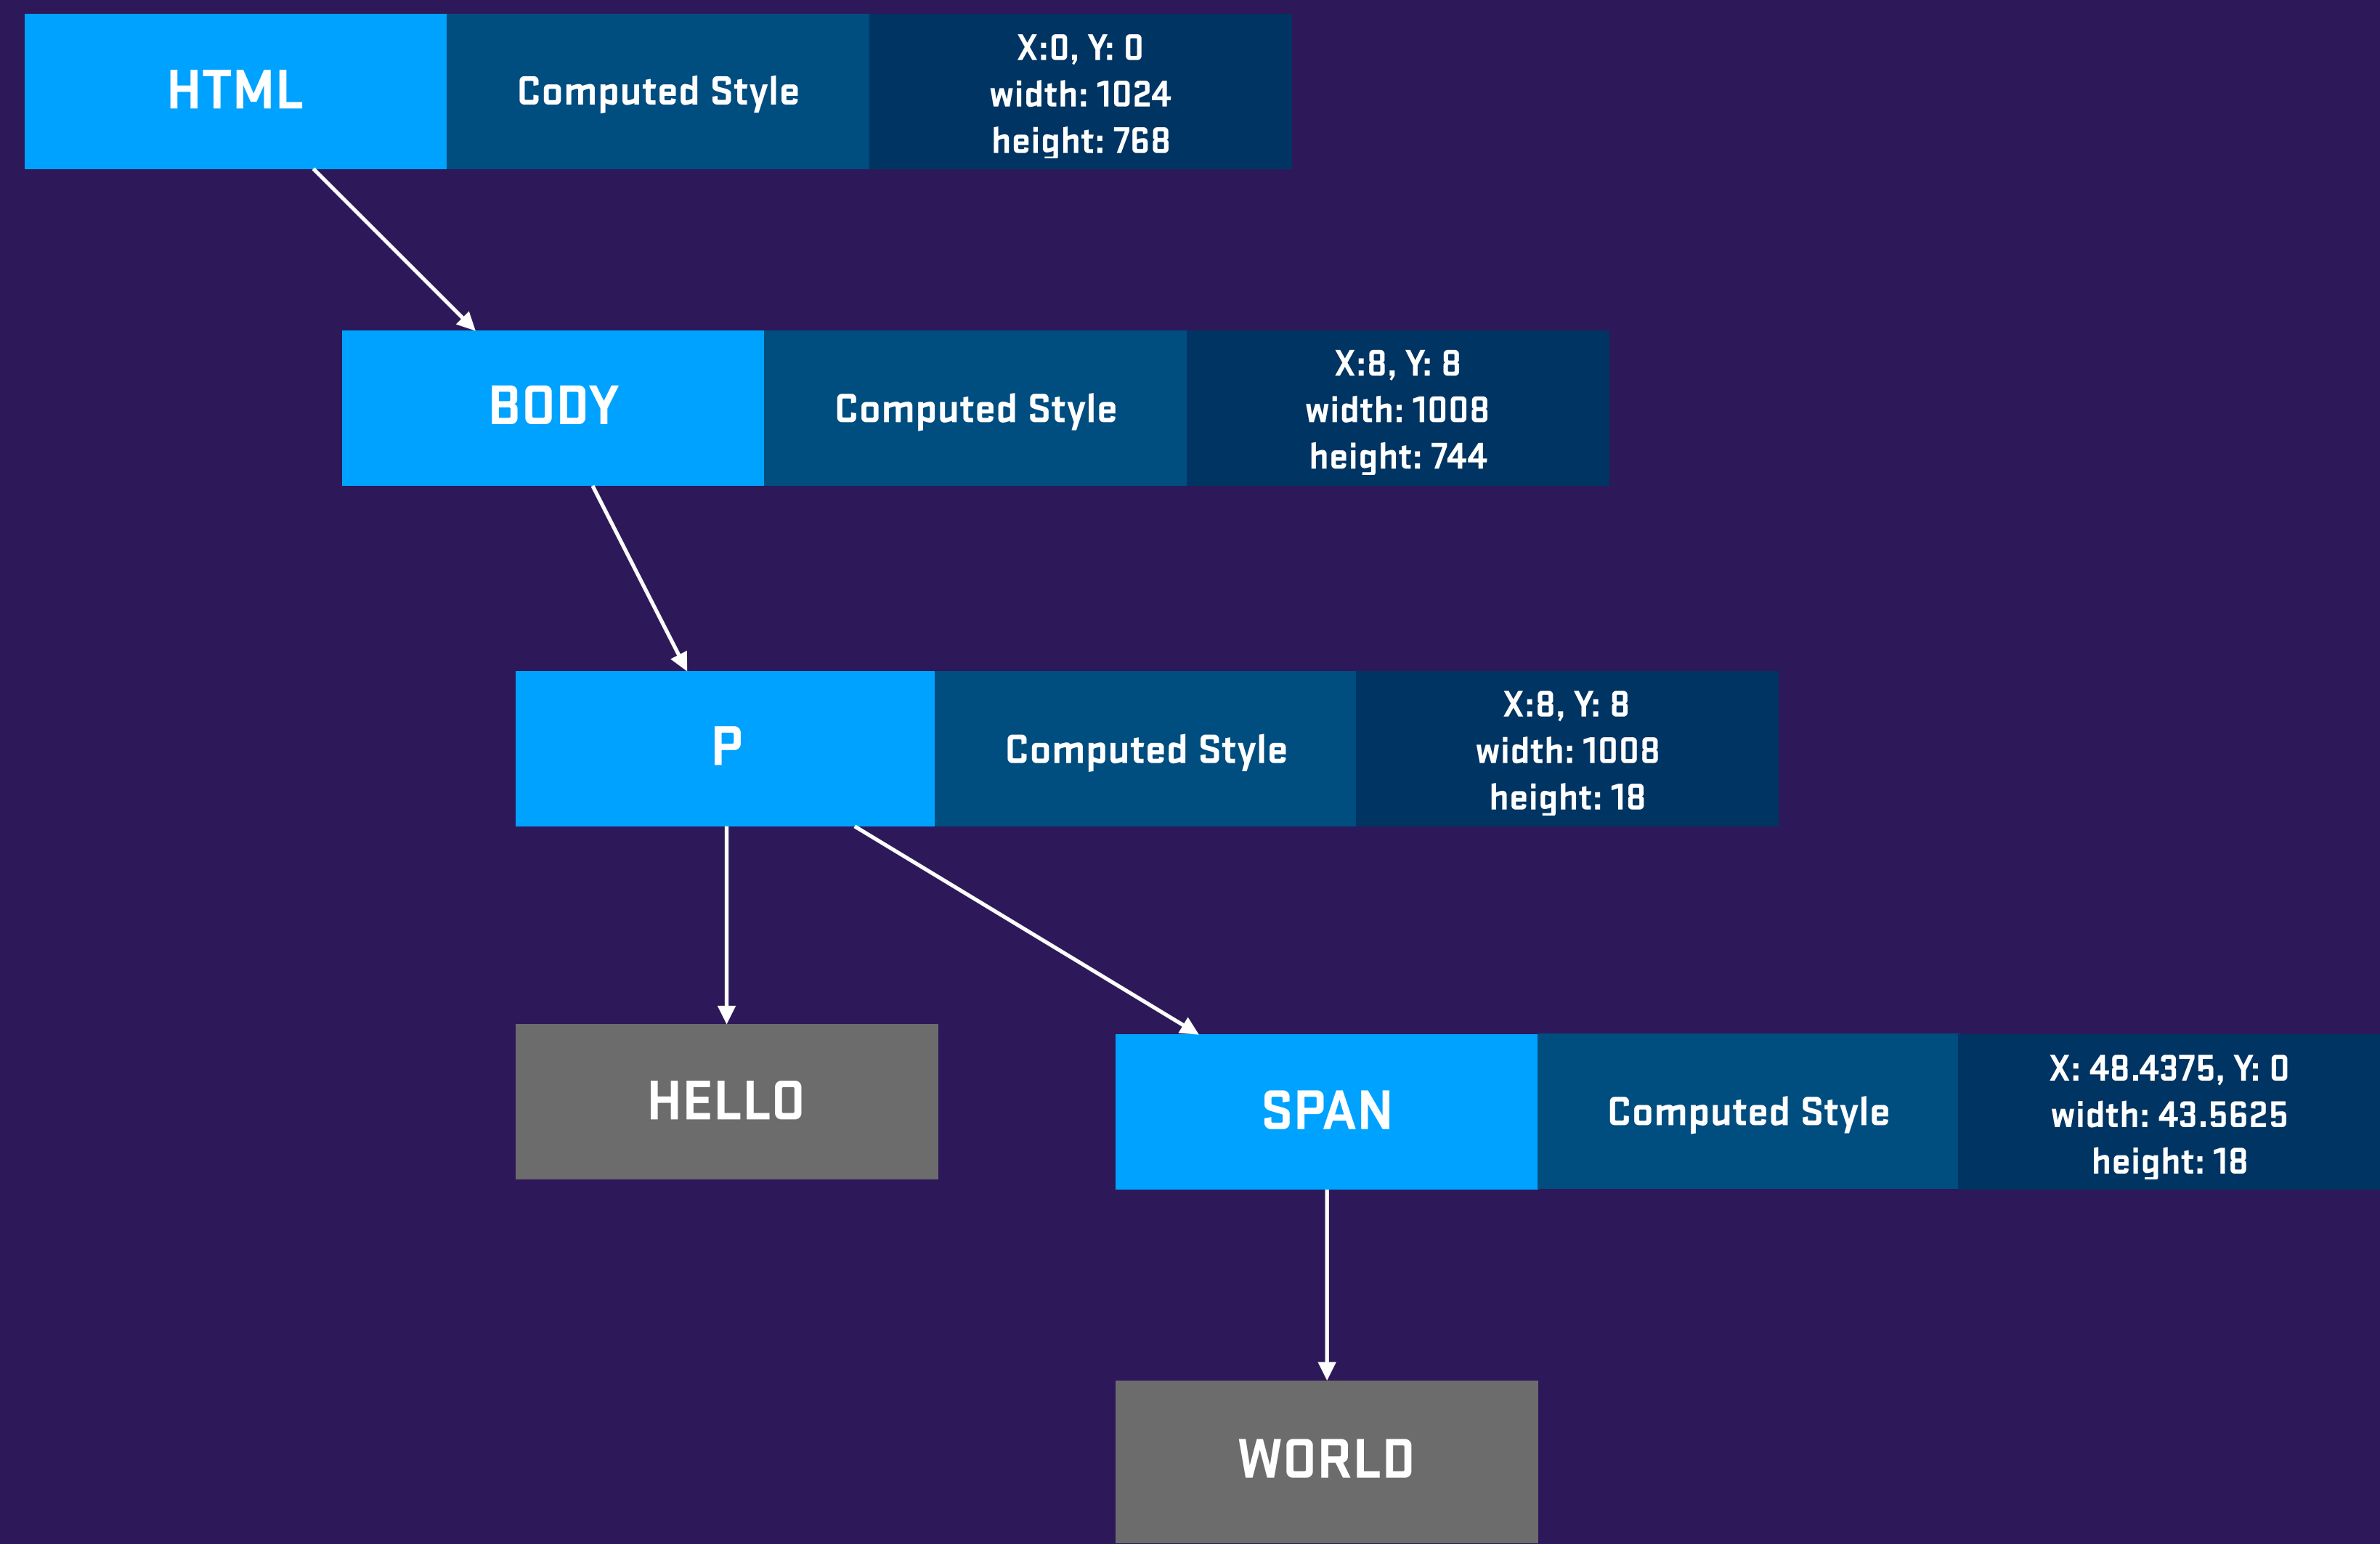 HTML
Computed Style
X:0, Y: 0
width: 1024
height: 768
BODY
Computed Style
X:8, Y: 8
width: 1008
height: 744
P
Computed Style
X:8, Y: 8
width: 1008
height: 18
HELLO
SPAN
Computed Style
X: 48.4375, Y: 0
width: 43.5625
height: 18
WORLD